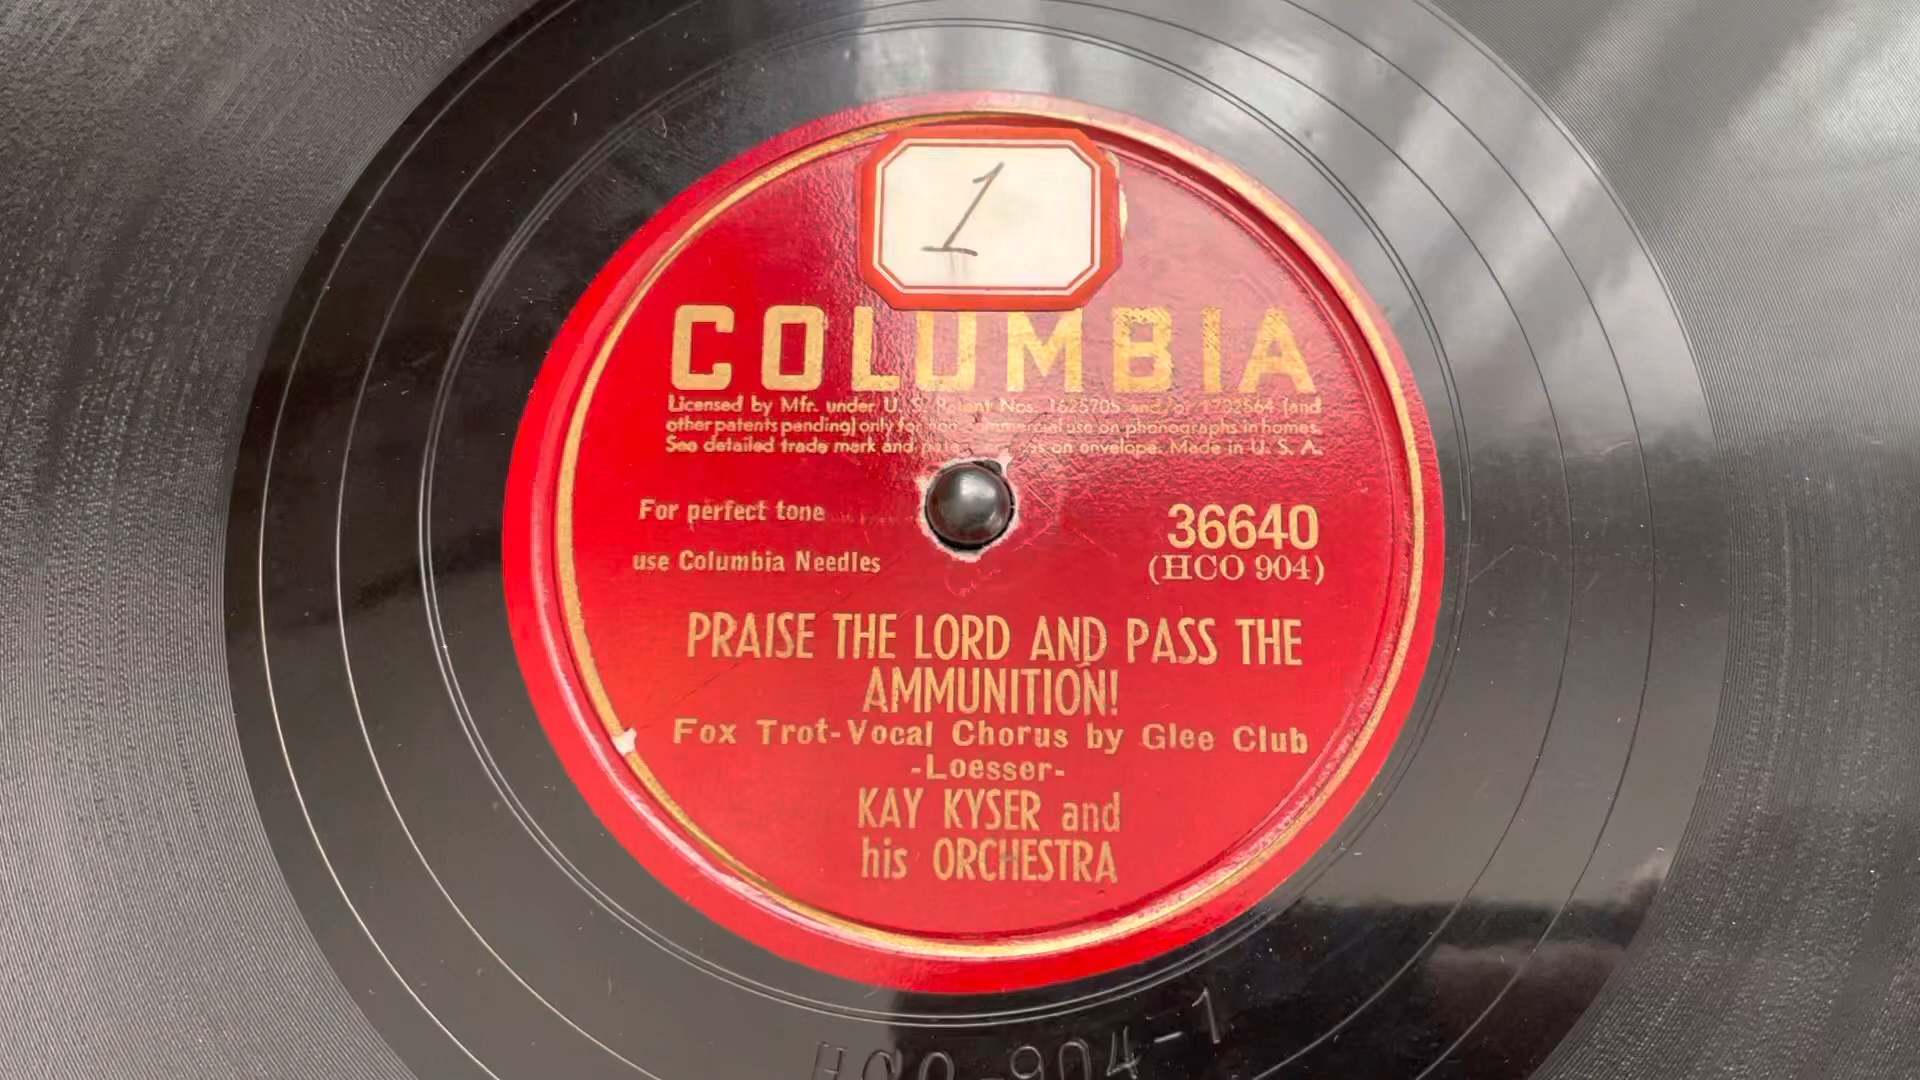 1
COLUMBIA
Licensed by Mfr. under U. S. Patent Nos. 1625705 and/or 1702564 (and
other patents pending) only for non-commercial use on phonographs in homes.
See detailed trade mark and on envelope. Made in U. S. A.
For perfect tone
use Columbia Needles
36640
(HCO 904)
PRAISE THE LORD AND PASS THE
AMMUNITION!
Fox Trot-Vocal Chorus by Glee Club
-Loesser-
KAY KYSER and
his ORCHESTRA
HCO-904-1